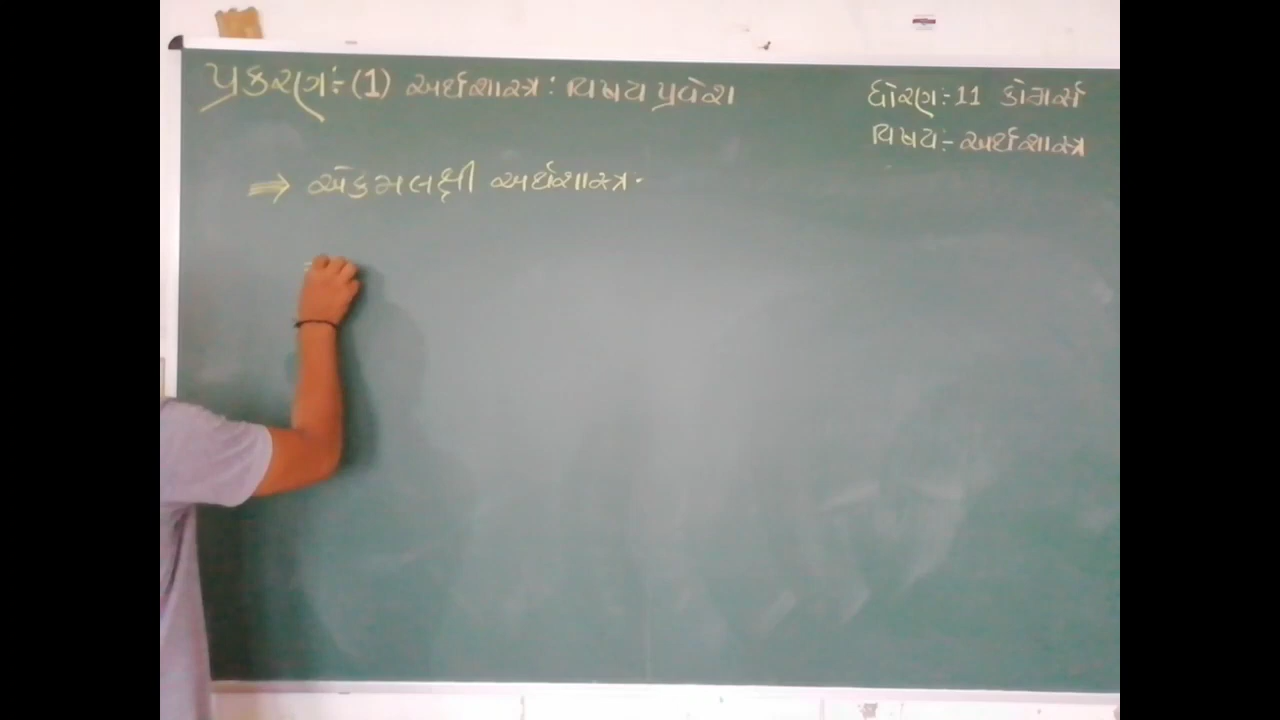 પ્રકરણ:-(1) અર્થશાસ્ત્ર: વિષય પ્રવેશ
ધોરણ:-11 કોમર્સ
વિષય:- અર્થશાસ્ત્ર
⇒ એકમલક્ષી અર્થશાસ્ત્ર.